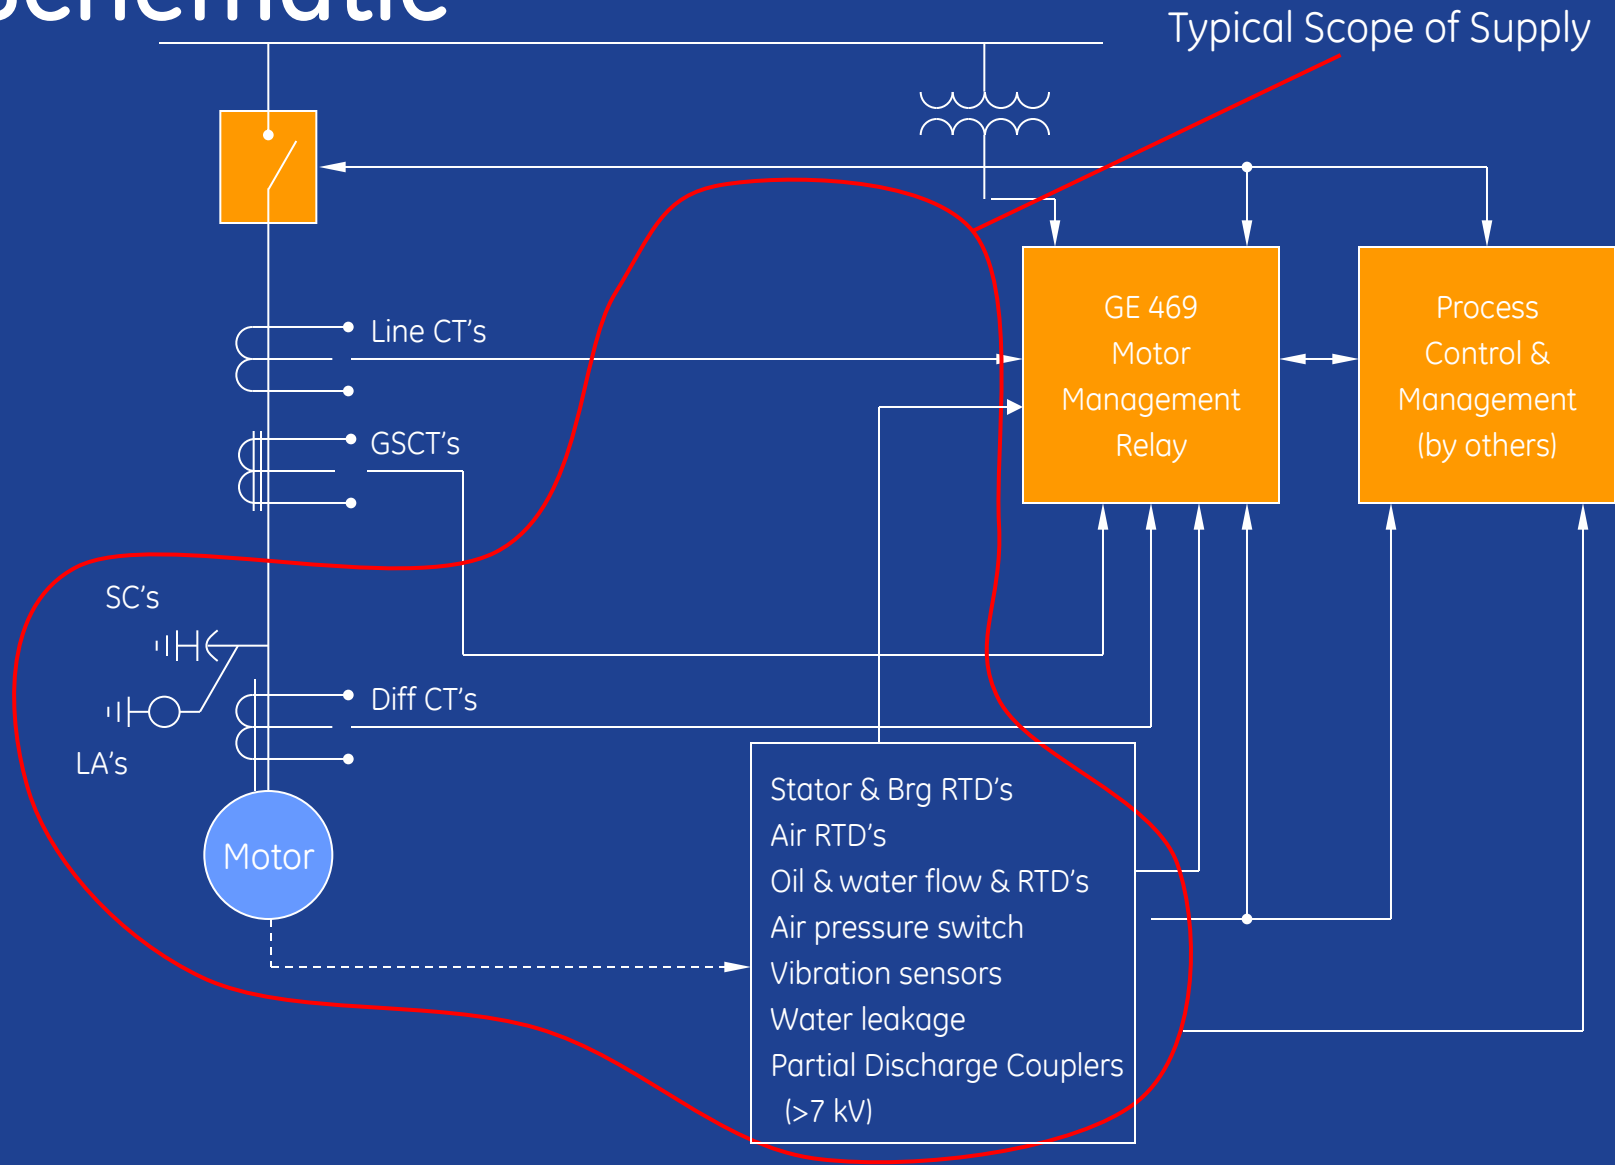 Schematic
Typical Scope of Supply
Line CT's
GE 469
Motor
Management
Relay
Process
Control &
Management
(by others)
GSCT's
SC's
Diff CT's
LA's
Motor
Stator & Brg RTD's
Air RTD's
Oil & water flow & RTD's
Air pressure switch
Vibration sensors
Water leakage
Partial Discharge Couplers
(>7 kV)